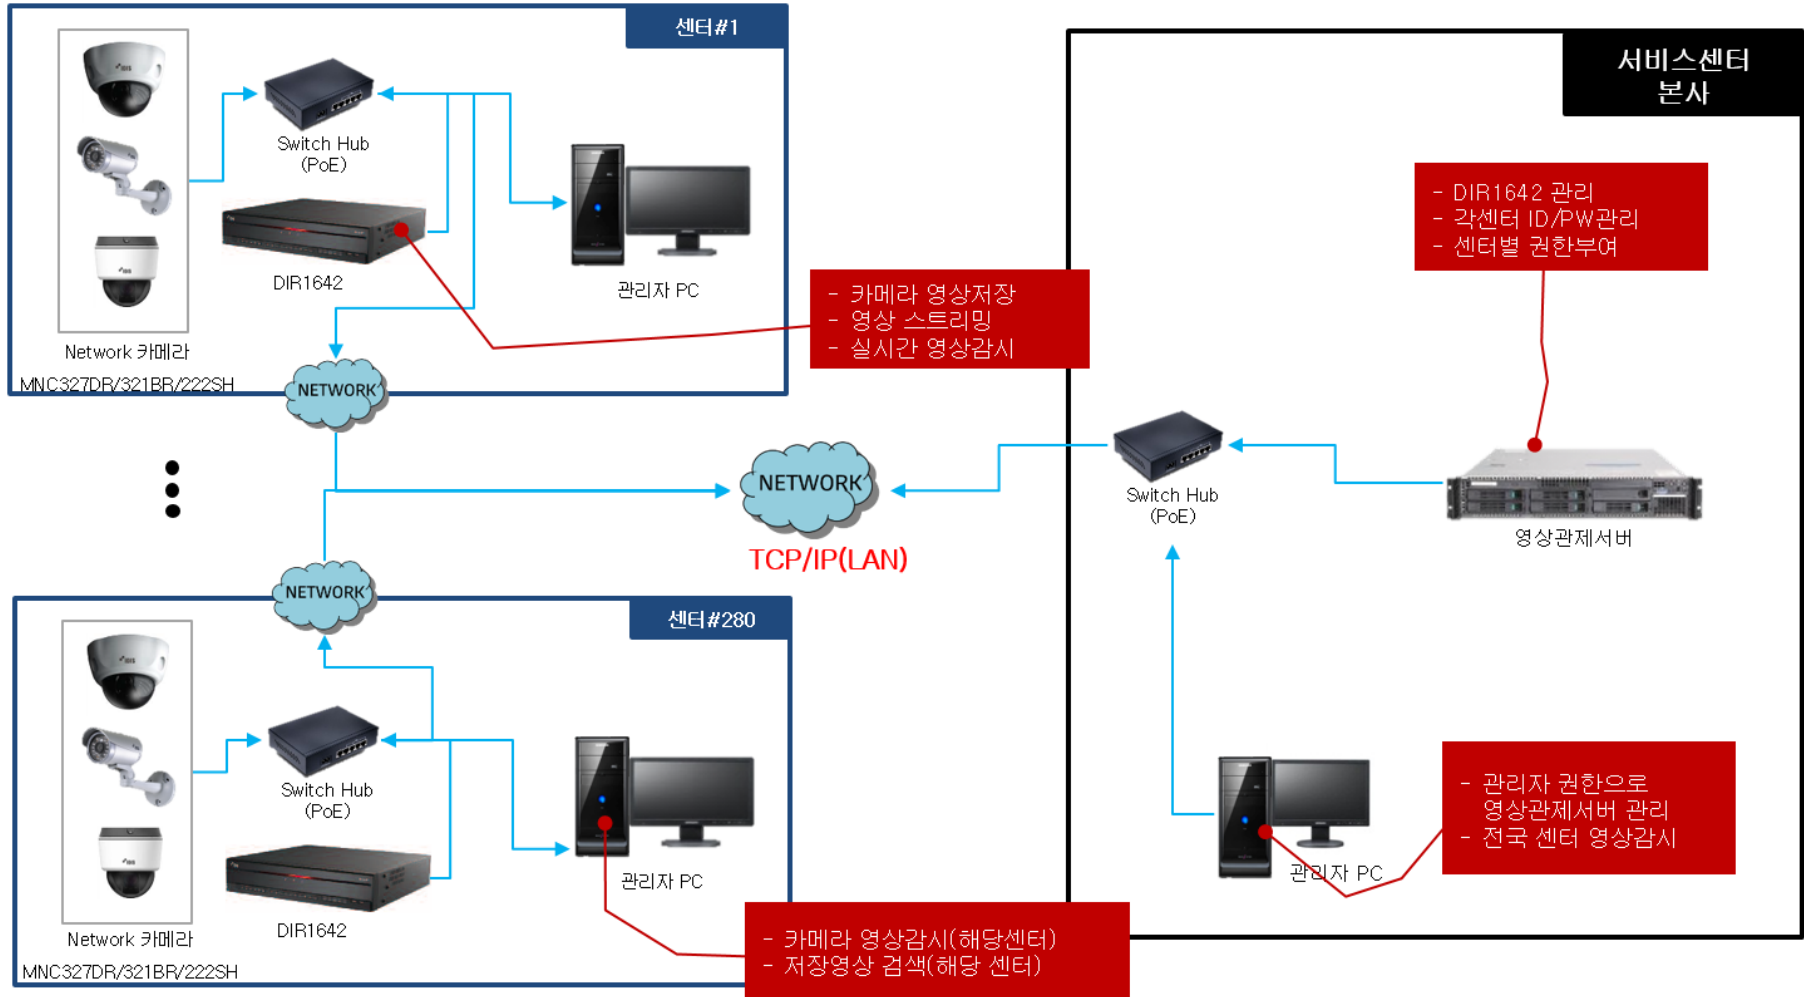 센터#1
Switch Hub
(PoE)
DIR1642
관리자 PC
Network 카메라
MNC327DR/321BR/222SH
NETWORK
- 카메라 영상저장
- 영상 스트리밍
- 실시간 영상감시
서비스센터
본사
- DIR1642 관리
- 각센터 ID/PW관리
- 센터별 권한부여
NETWORK
TCP/IP(LAN)
Switch Hub
(PoE)
영상관제서버
NETWORK
센터#280
Switch Hub
(PoE)
DIR1642
관리자 PC
Network 카메라
MNC327DR/321BR/222SH
- 카메라 영상감시(해당센터)
- 저장영상 검색(해당 센터)
관리자 PC
- 관리자 권한으로
영상관제서버 관리
- 전국 센터 영상감시